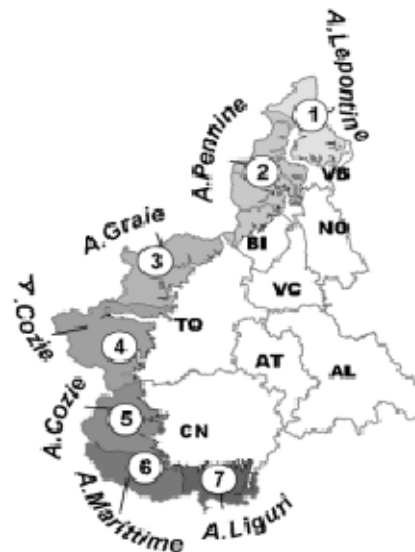 A.Lepontine
1
A.Pennine
2
VB
A.Graie
BI
NO
3
VC
A.Cozie
TO
4
AT
AL
A.Cozie
5
CN
6
7
A.Marittime
A.Liguri